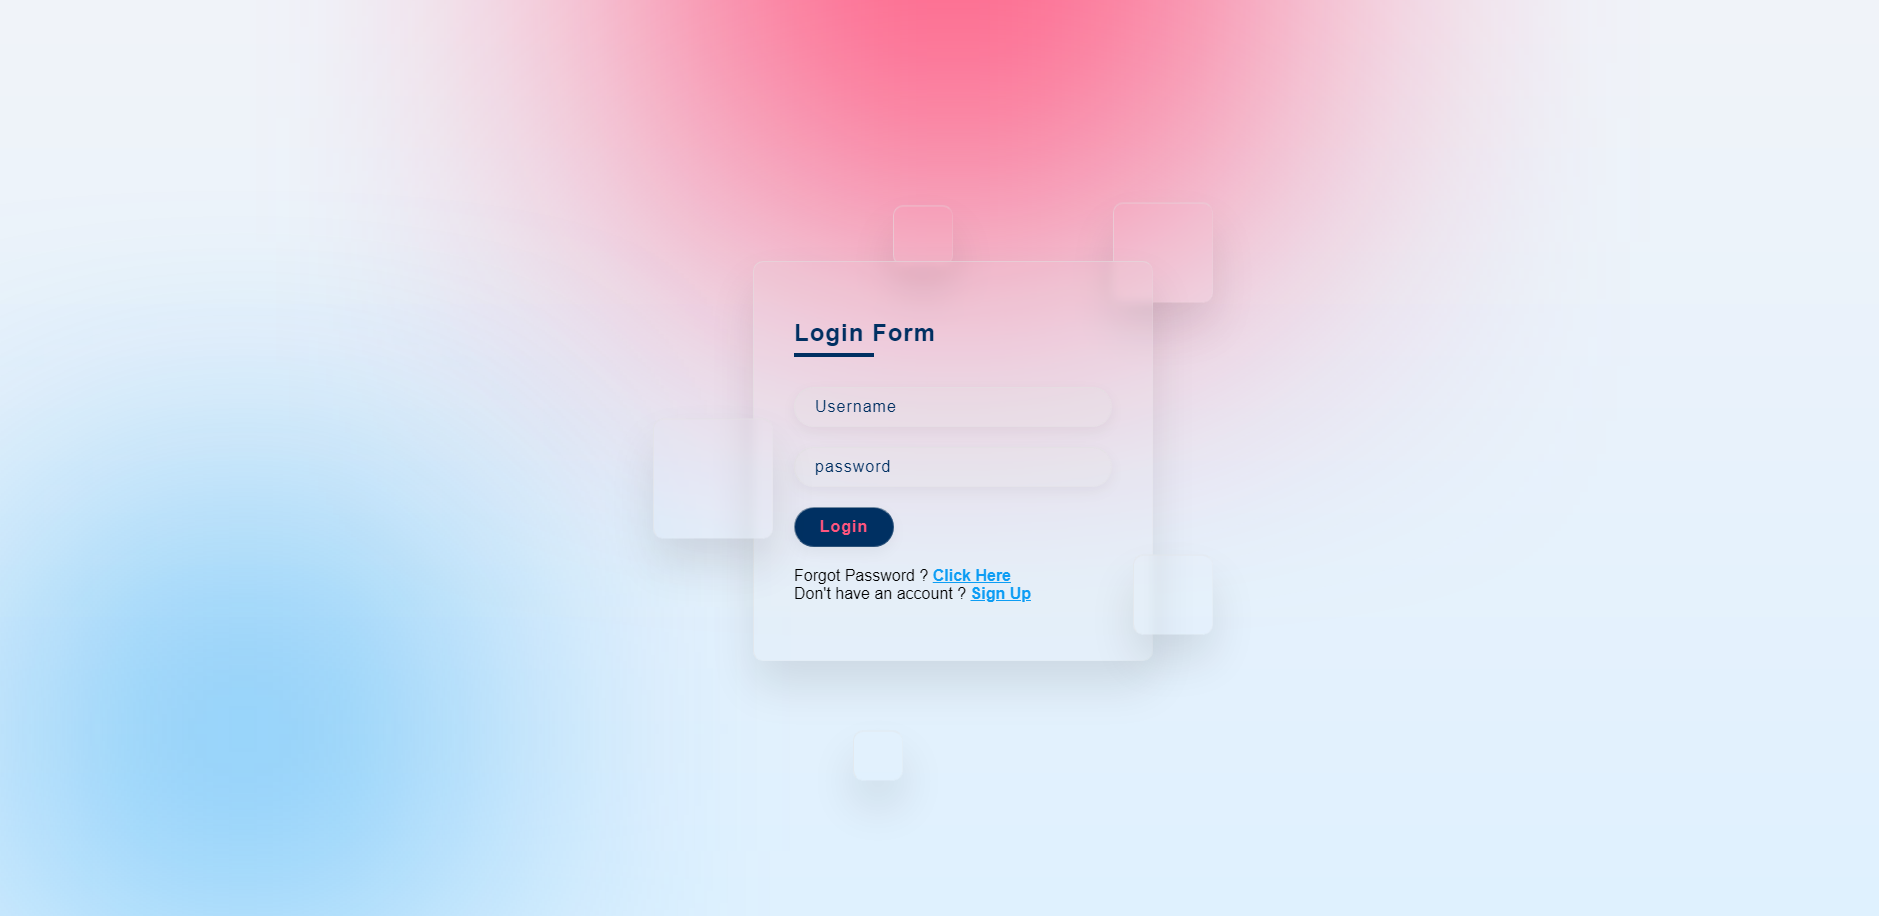 Login Form
Username
password
Login
Forgot Password ? Click Here
Don't have an account ? Sign Up